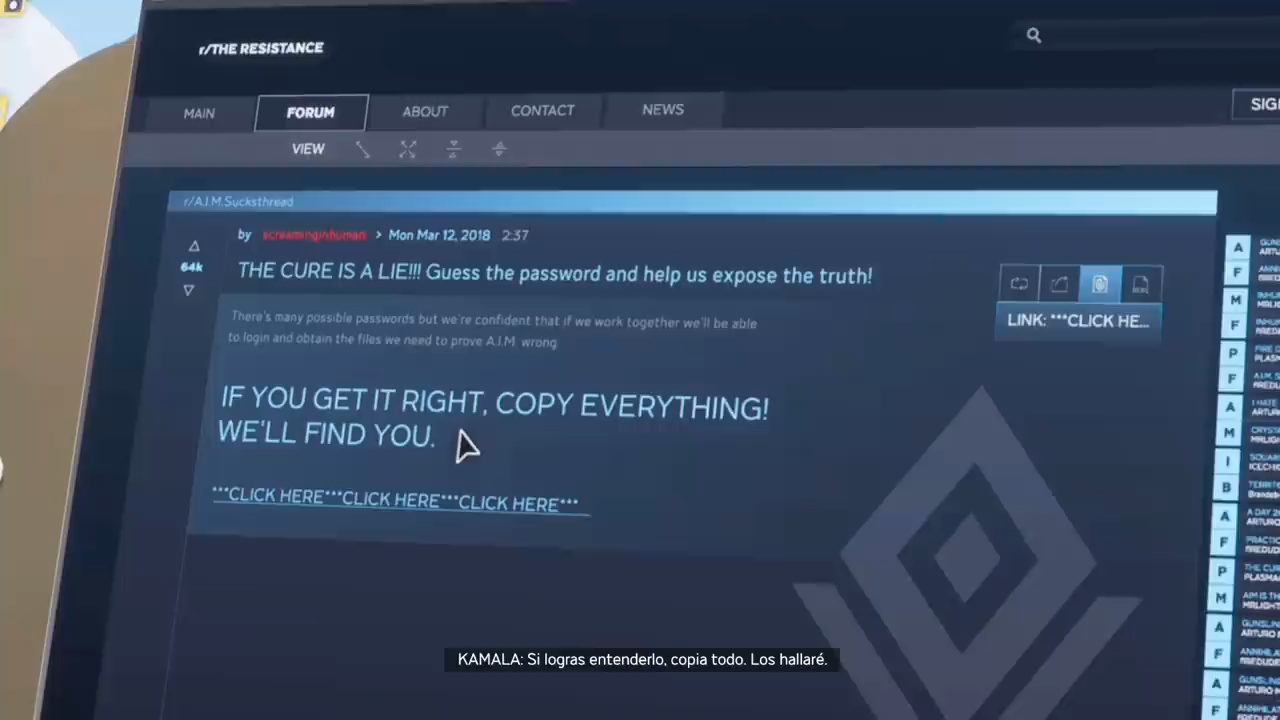 r/THE RESISTANCE
MAIN
FORUM
ABOUT
CONTACT
NEWS
VIEW
r/A.I.M.Sucksthread
by screaminginhuman > Mon Mar 12, 2018 2:37
64k
THE CURE IS A LIE!!! Guess the password and help us expose the truth!
There's many possible passwords but we're confident that if we work together we'll be able
to login and obtain the files we need to prove A.I.M. wrong
LINK: ***CLICK HE...
IF YOU GET IT RIGHT, COPY EVERYTHING!
WE'LL FIND YOU.
***CLICK HERE***CLICK HERE***CLICK HERE***
A
F
M
F
P
F
A
M
I
B
A
F
P
M
A
F
A
F
KAMALA: Si logras entenderlo, copia todo. Los hallaré.